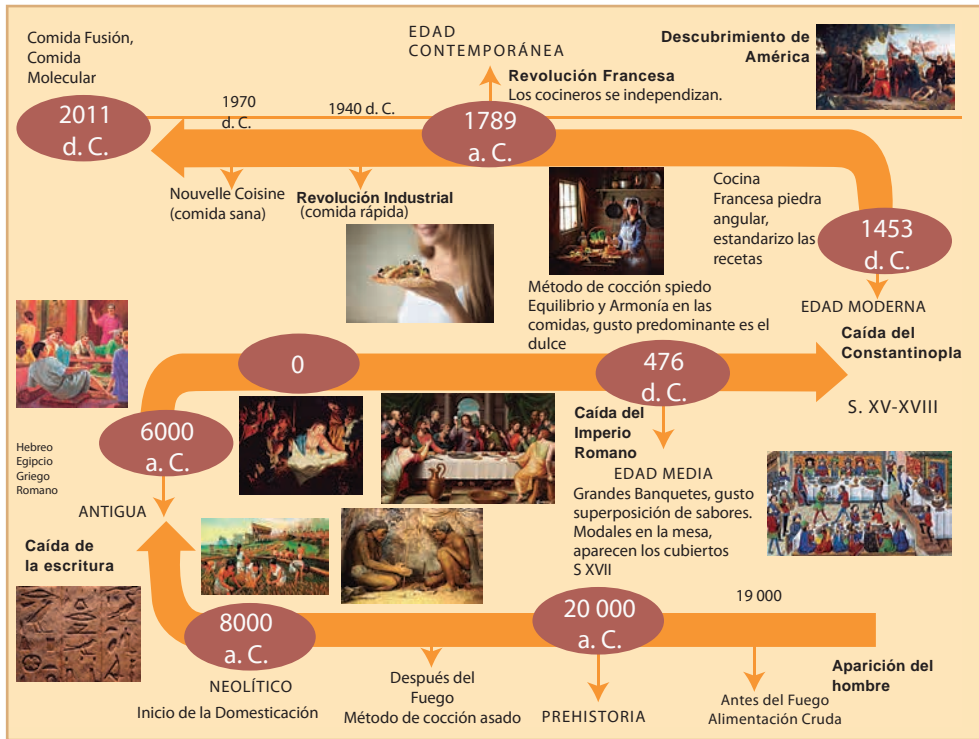 Comida Fusión,
Comida
Molecular
2011
d. C.
1970
d. C.
Nouvelle Coisine
(comida sana)
1940 d. C.
Revolución Industrial
(comida rápida)
EDAD
CONTEMPORÁNEA
Revolución Francesa
Los cocineros se independizan.
1789
a. C.
Descubrimiento de
América
Cocina
Francesa piedra
angular,
estandarizo las
recetas
1453
d. C.
EDAD MODERNA
Caída del
Constantinopla
S. XV-XVIII
Método de cocción spiedo
Equilibrio y Armonía en las
comidas, gusto predominante es el
dulce
0
476
d. C.
Caída del
Imperio
Romano
EDAD MEDIA
Grandes Banquetes, gusto
superposición de sabores.
Modales en la mesa,
aparecen los cubiertos
S XVII
6000
a. C.
Hebreo
Egipcio
Griego
Romano
ANTIGUA
Caída de
la escritura
8000
a. C.
NEOLÍTICO
Inicio de la Domesticación
Después del
Fuego
Método de cocción asado
20 000
a. C.
PREHISTORIA
19 000
Antes del Fuego
Alimentación Cruda
Aparición del
hombre